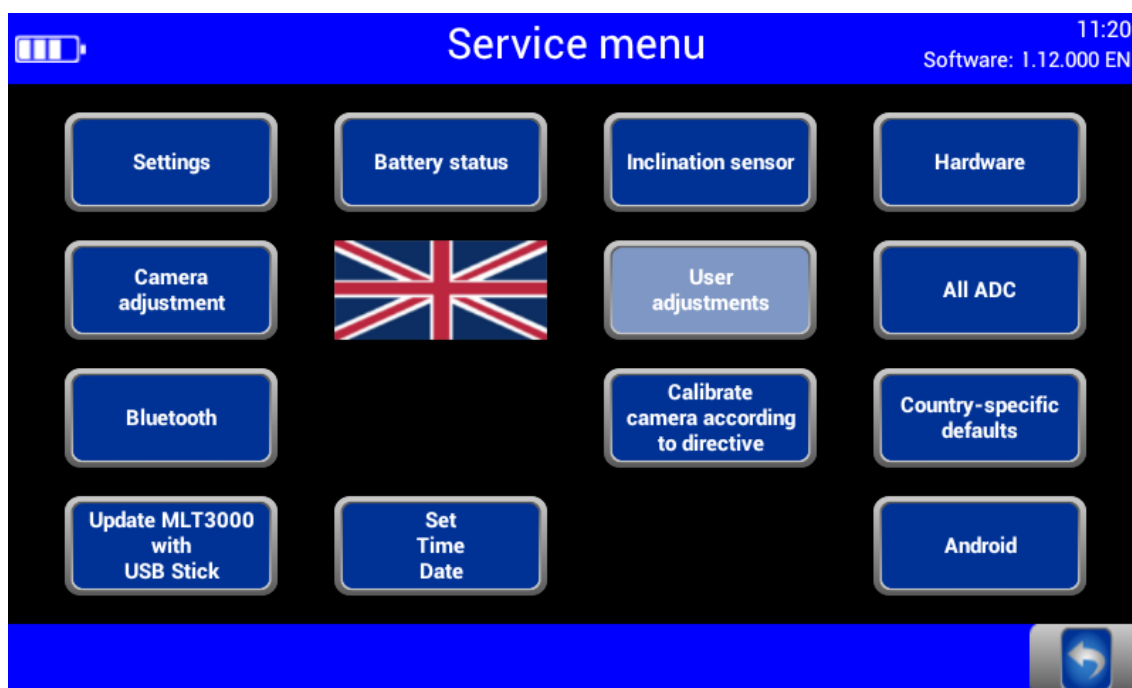 Service menu
11:20
Software: 1.12.000 EN
Settings
Battery status
Inclination sensor
Hardware
Camera
adjustment
User
adjustments
All ADC
Bluetooth
Calibrate
camera according
to directive
Country-specific
defaults
Update MLT3000
with
USB Stick
Set
Time
Date
Android